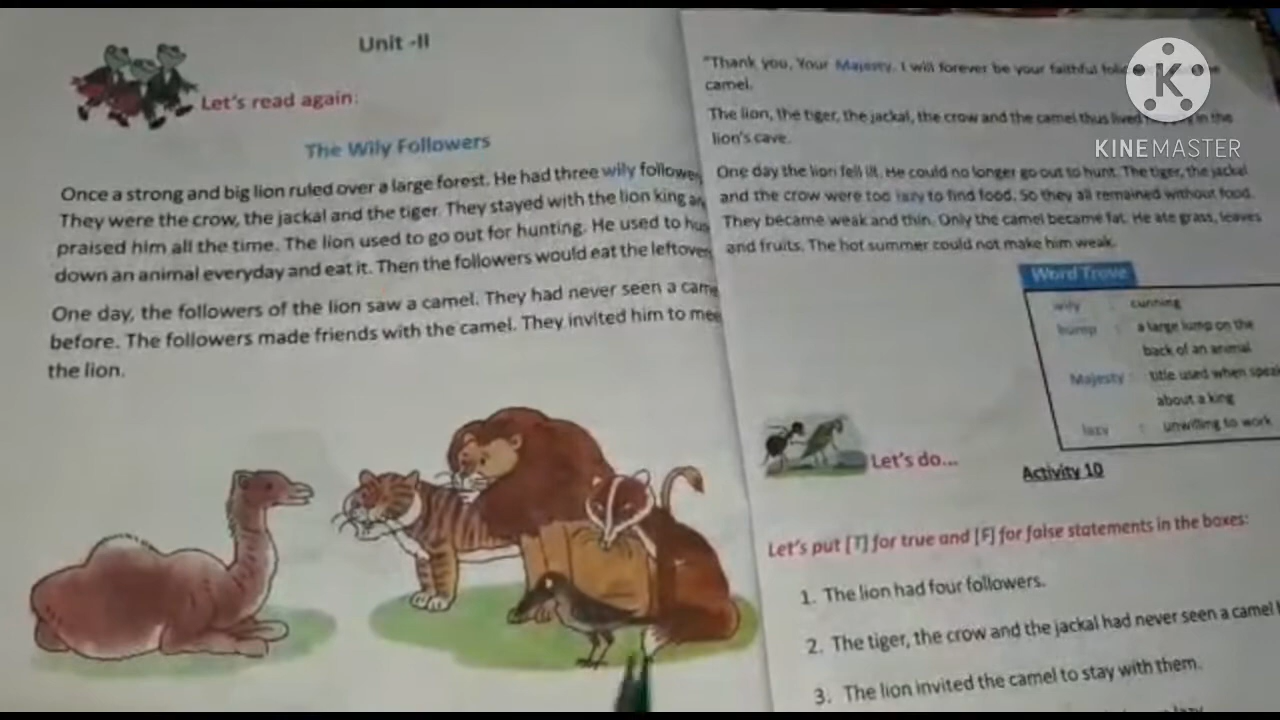 Unit -II
Let's read again:
The Wily Followers
Once a strong and big lion ruled over a large forest. He had three wily follower
They were the crow, the jackal and the tiger. They stayed with the lion king an
praised him all the time. The lion used to go out for hunting. He used to hu
down an animal everyday and eat it. Then the followers would eat the leftover
One day, the followers of the lion saw a camel. They had never seen a came
before. The followers made friends with the camel. They invited him to mee
the lion.
"Thank you, Your Majesty. I will forever be your faithful
camel.
The lion, the tiger, the jackal, the crow and the camel thus lived in the
lion's cave.
One day the lion fell ill. He could no longer go out to hunt. The tiger, the jackal
and the crow were too lazy to find food. So they all remained without food.
They became weak and thin. Only the camel became fat. He ate grass, leaves
and fruits. The hot summer could not make him weak.
Word Trove
wily : cunning
hump : a large lump on the
back of an animal
Majesty : title used when speak
about a king
lazy : unwilling to work
Let's do...
Activity 10
Let's put [T] for true and [F] for false statements in the boxes:
1. The lion had four followers.
2. The tiger, the crow and the jackal had never seen a camel b
3. The lion invited the camel to stay with them.
lazy
K
KINEMASTER